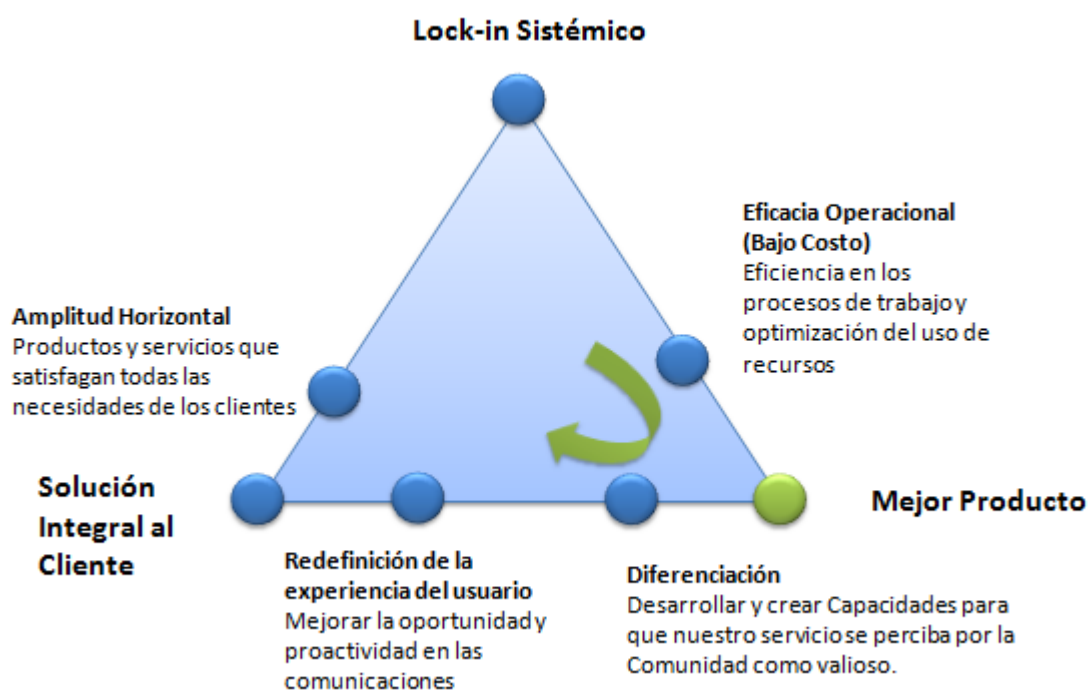 Lock-in Sistémico
Eficacia Operacional
(Bajo Costo)
Eficiencia en los
procesos de trabajo y
optimización del uso de
recursos
Amplitud Horizontal
Productos y servicios que
satisfagan todas las
necesidades de los clientes
Solución
Integral al
Cliente
Mejor Producto
Redefinición de la
experiencia del usuario
Mejorar la oportunidad y
proactividad en las
comunicaciones
Diferenciación
Desarrollar y crear Capacidades para
que nuestro servicio se perciba por la
Comunidad como valioso.